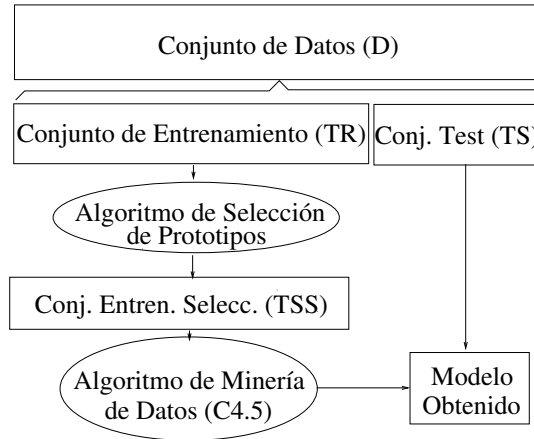 Conjunto de Datos (D)
Conjunto de Entrenamiento (TR)
Conj. Test (TS)
Algoritmo de Selección
de Prototipos
Conj. Entren. Selecc. (TSS)
Algoritmo de Minería
de Datos (C4.5)
Modelo
Obtenido